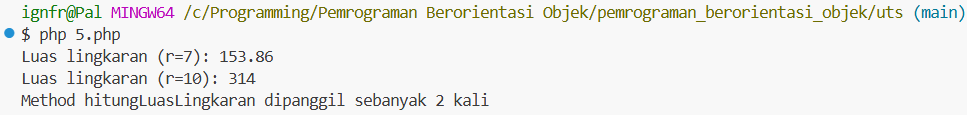 ignfr@Pal MINGW64 /c/Programming/Pemrograman Berorientasi Objek/pemrograman_berorientasi_objek/uts (main)
$ php 5.php
Luas lingkaran (r=7): 153.86
Luas lingkaran (r=10): 314
Method hitungLuasLingkaran dipanggil sebanyak 2 kali